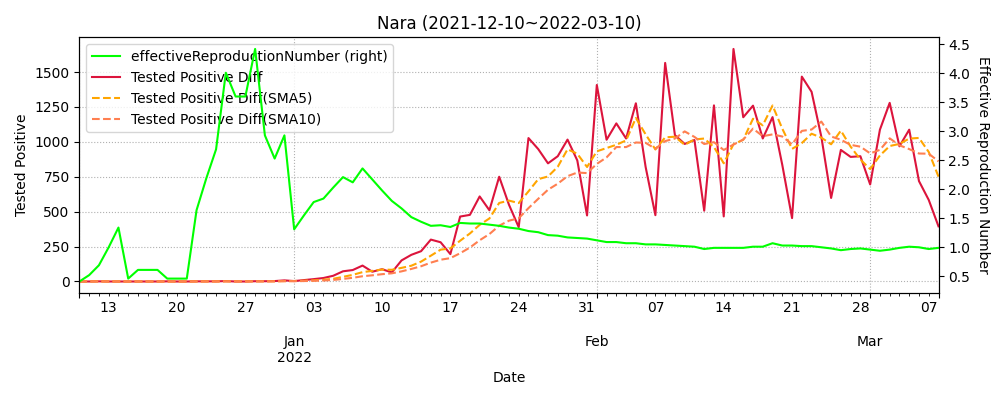 Nara (2021-12-10~2022-03-10)
effectiveReproductionNumber (right)
Tested Positive Diff
Tested Positive Diff(SMA5)
Tested Positive Diff(SMA10)
Tested Positive
1500
1250
1000
750
500
250
0
4.5
4.0
3.5
3.0
2.5
2.0
1.5
1.0
0.5
Effective Reproduction Number
13 20 27 03 10 17 24 31 07 14 21 28 07
Jan Feb Mar
2022
Date